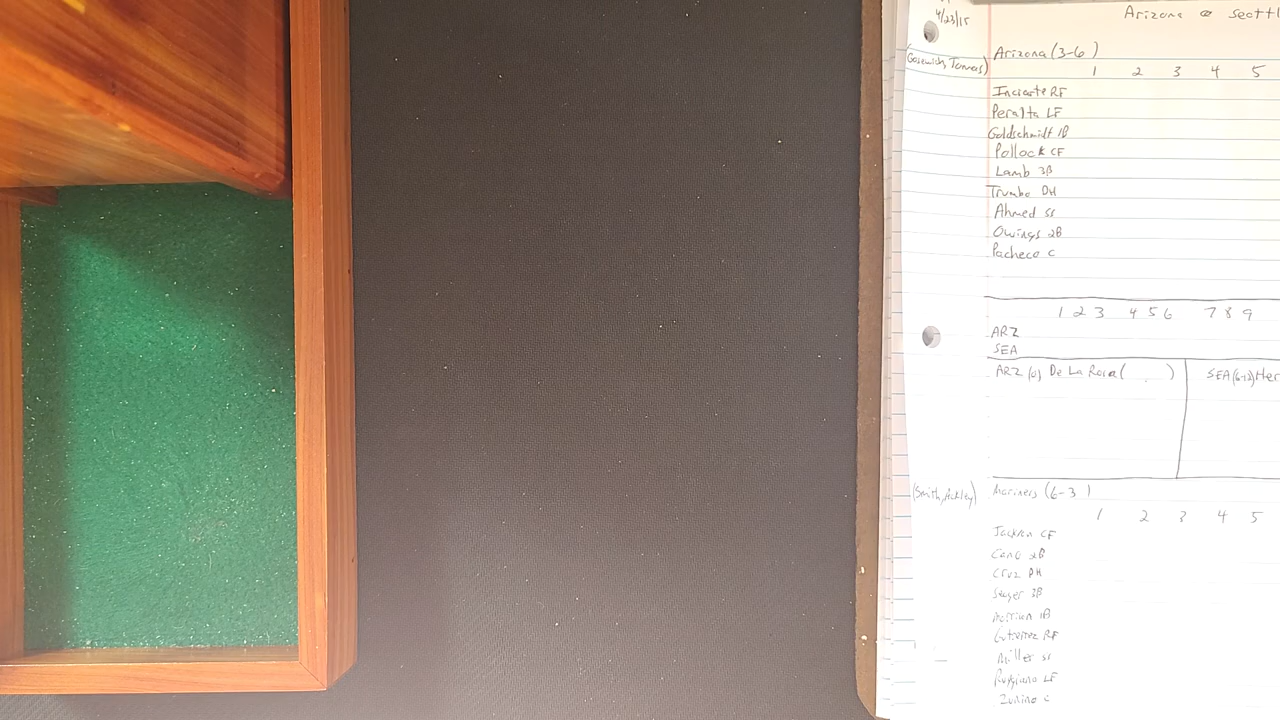 4/23/15
Arizona @ Seattl
Arizona (3-6)
(Gosewich, Tomas)
1 2 3 4 5
Inciarte RF
Peralta LF
Goldschmidt 1B
Pollock CF
Lamb 3B
Trumbo DH
Ahmed SS
Owings 2B
Pacheco C
1 2 3 4 5 6 7 8 9
ARZ
SEA
ARZ (0) De La Rosa ( )
SEA Her
(Smith, Ackley)
Mariners (6-3)
1 2 3 4 5
Jackson CF
Cano 2B
Cruz DH
Seager 3B
Morrison 1B
Gutierrez RF
Miller SS
Ruggiano LF
Zunino C